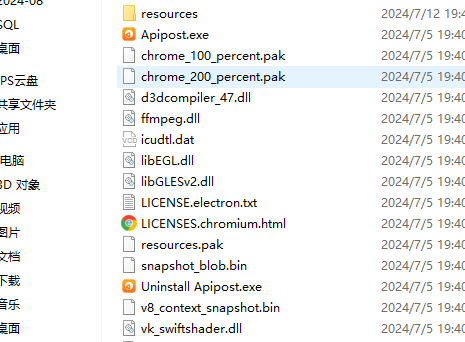 2024-08
SQL
桌面
PS云盘
共享文件夹
应用
电脑
3D 对象
视频
图片
文档
下载
音乐
桌面
resources 2024/7/12 19:4
Apipost.exe 2024/7/5 19:40
chrome_100_percent.pak 2024/7/5 19:40
chrome_200_percent.pak 2024/7/5 19:40
d3dcompiler_47.dll 2024/7/5 19:40
ffmpeg.dll 2024/7/5 19:40
icudtl.dat 2024/7/5 19:40
libEGL.dll 2024/7/5 19:40
libGLESv2.dll 2024/7/5 19:40
LICENSE.electron.txt 2024/7/5 19:40
LICENSES.chromium.html 2024/7/5 19:40
resources.pak 2024/7/5 19:40
snapshot_blob.bin 2024/7/5 19:40
Uninstall Apipost.exe 2024/7/5 19:40
v8_context_snapshot.bin 2024/7/5 19:40
vk_swiftshader.dll 2024/7/5 19:40